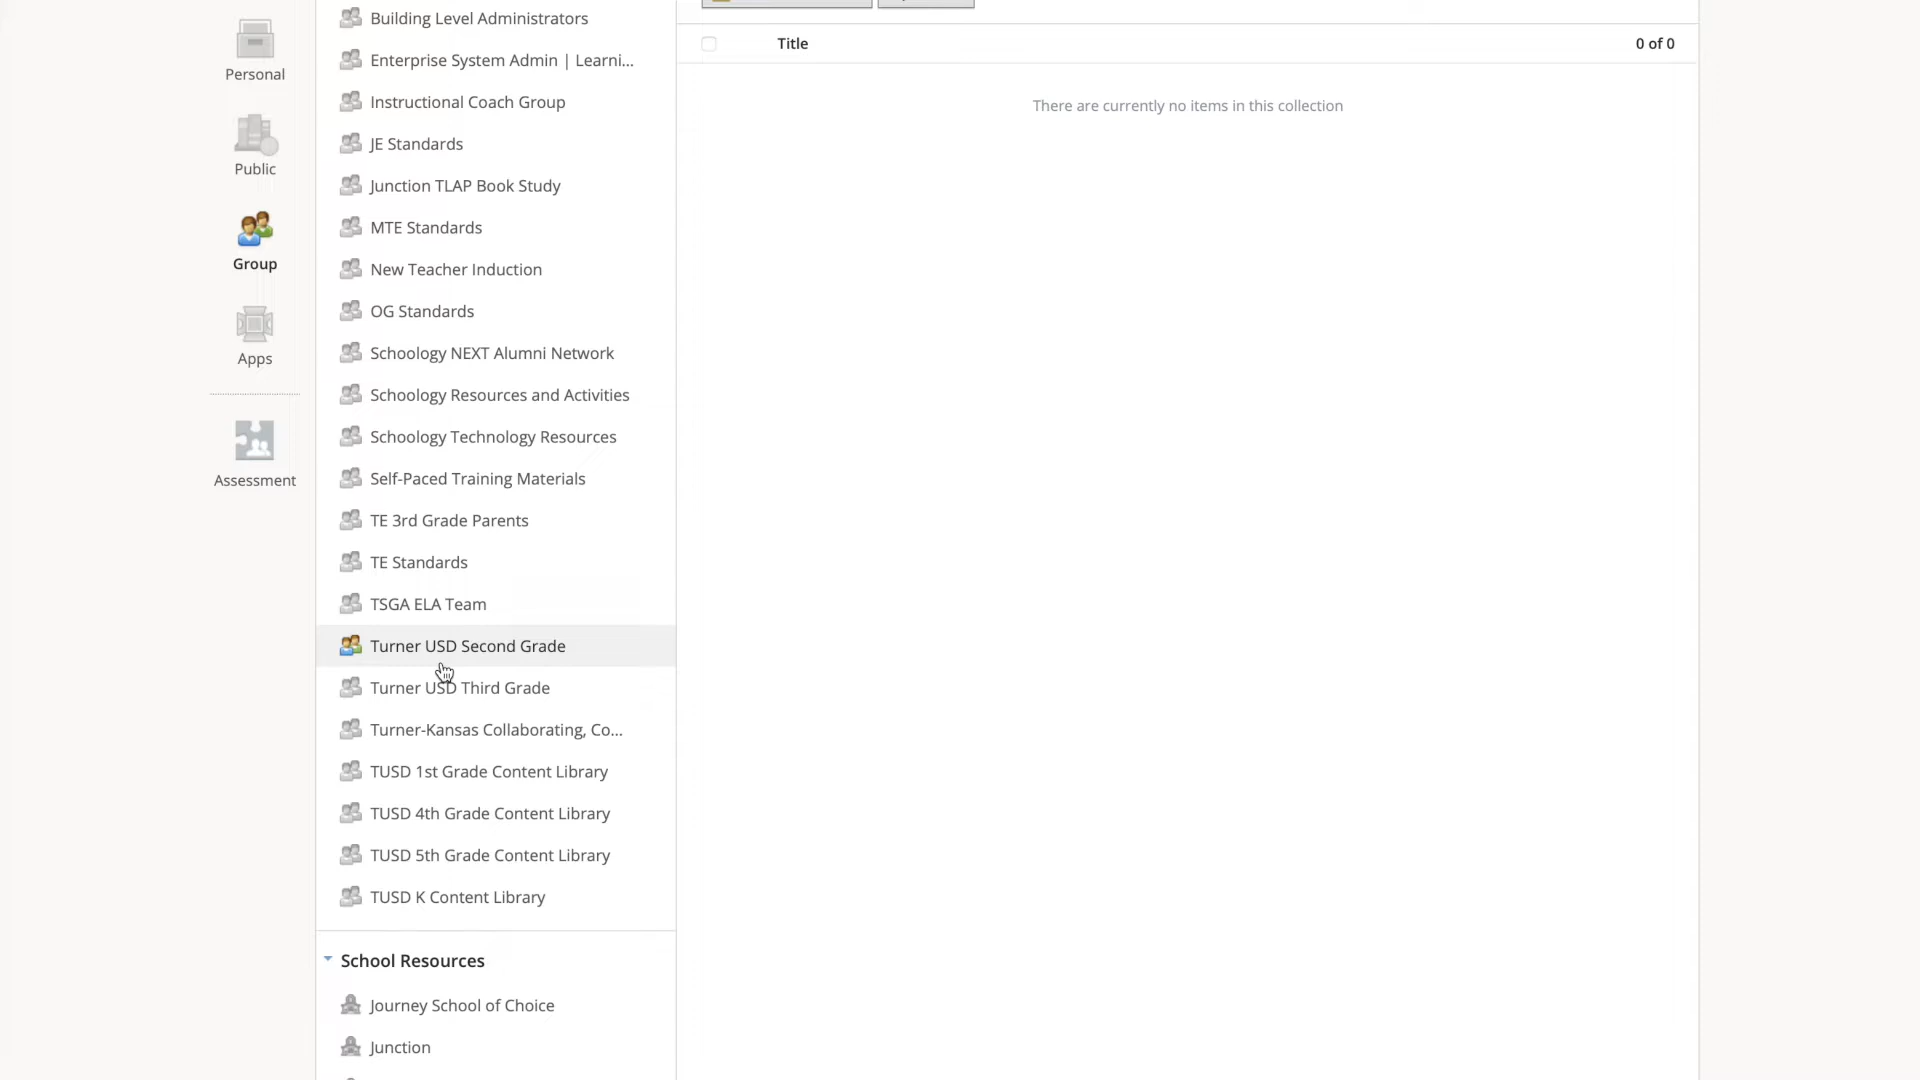 Personal
Public
Group
Apps
Assessment
Building Level Administrators
Enterprise System Admin | Learni...
Instructional Coach Group
JE Standards
Junction TLAP Book Study
MTE Standards
New Teacher Induction
OG Standards
Schoology NEXT Alumni Network
Schoology Resources and Activities
Schoology Technology Resources
Self-Paced Training Materials
TE 3rd Grade Parents
TE Standards
TSGA ELA Team
Turner USD Second Grade
Turner USD Third Grade
Turner-Kansas Collaborating, Co...
TUSD 1st Grade Content Library
TUSD 4th Grade Content Library
TUSD 5th Grade Content Library
TUSD K Content Library
School Resources
Journey School of Choice
Junction
Title 0 of 0
There are currently no items in this collection